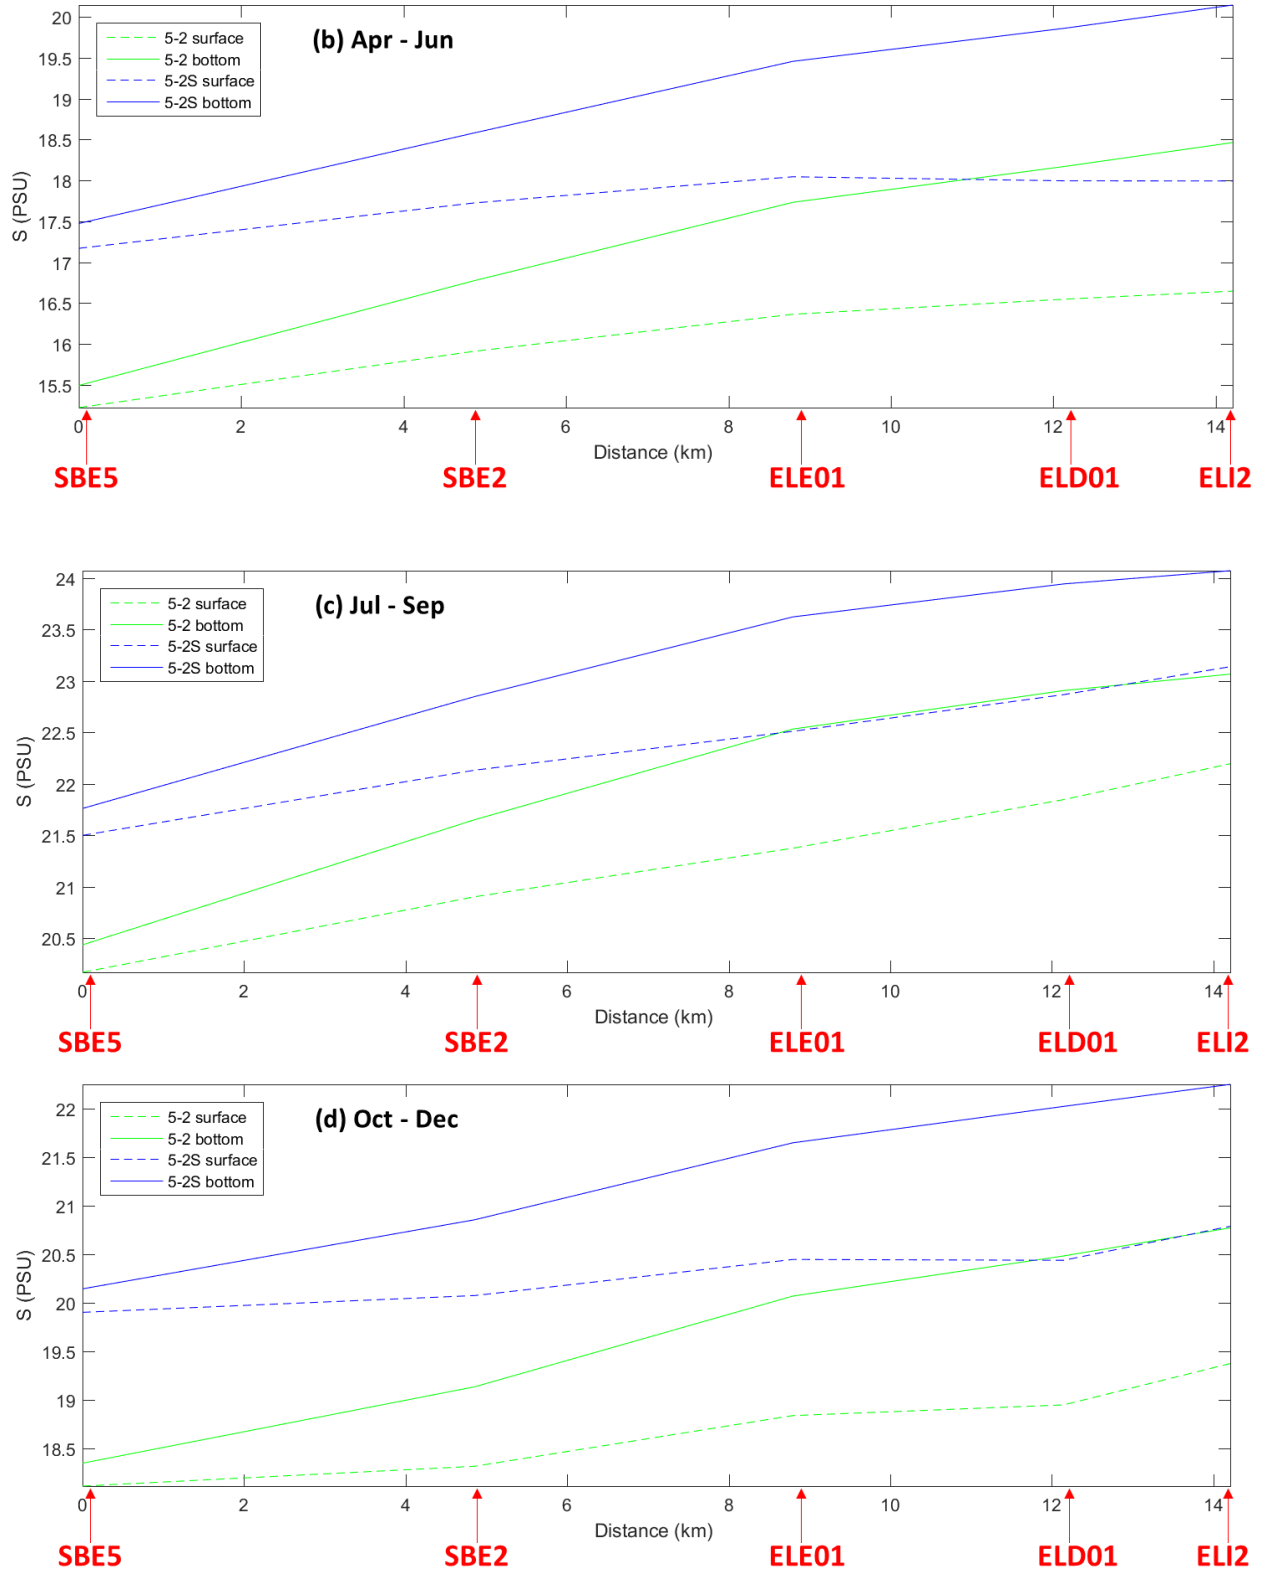 (b) Apr - Jun
5-2 surface
5-2 bottom
5-2S surface
5-2S bottom
S (PSU)
20
19.5
19
18.5
18
17.5
17
16.5
16
15.5
0 2 4 6 8 10 12 14
Distance (km)
SBE5 SBE2 ELE01 ELD01 ELI2
(c) Jul - Sep
5-2 surface
5-2 bottom
5-2S surface
5-2S bottom
S (PSU)
24
23.5
23
22.5
22
21.5
21
20.5
0 2 4 6 8 10 12 14
Distance (km)
SBE5 SBE2 ELE01 ELD01 ELI2
(d) Oct - Dec
5-2 surface
5-2 bottom
5-2S surface
5-2S bottom
S (PSU)
22
21.5
21
20.5
20
19.5
19
18.5
0 2 4 6 8 10 12 14
Distance (km)
SBE5 SBE2 ELE01 ELD01 ELI2